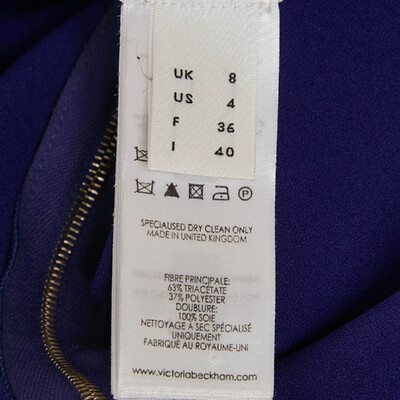 UK 8
US 4
F 36
I 40
SPECIALISED DRY CLEAN ONLY
MADE IN UNITED KINGDOM
FIBRE PRINCIPALE:
63% TRIACÉTATE
37% POLYESTER
DOUBLURE:
100% SOIE
NETTOYAGE À SEC SPÉCIALISÉ
UNIQUEMENT
FABRIQUÉ AU ROYAUME-UNI
www.victoriabeckham.com